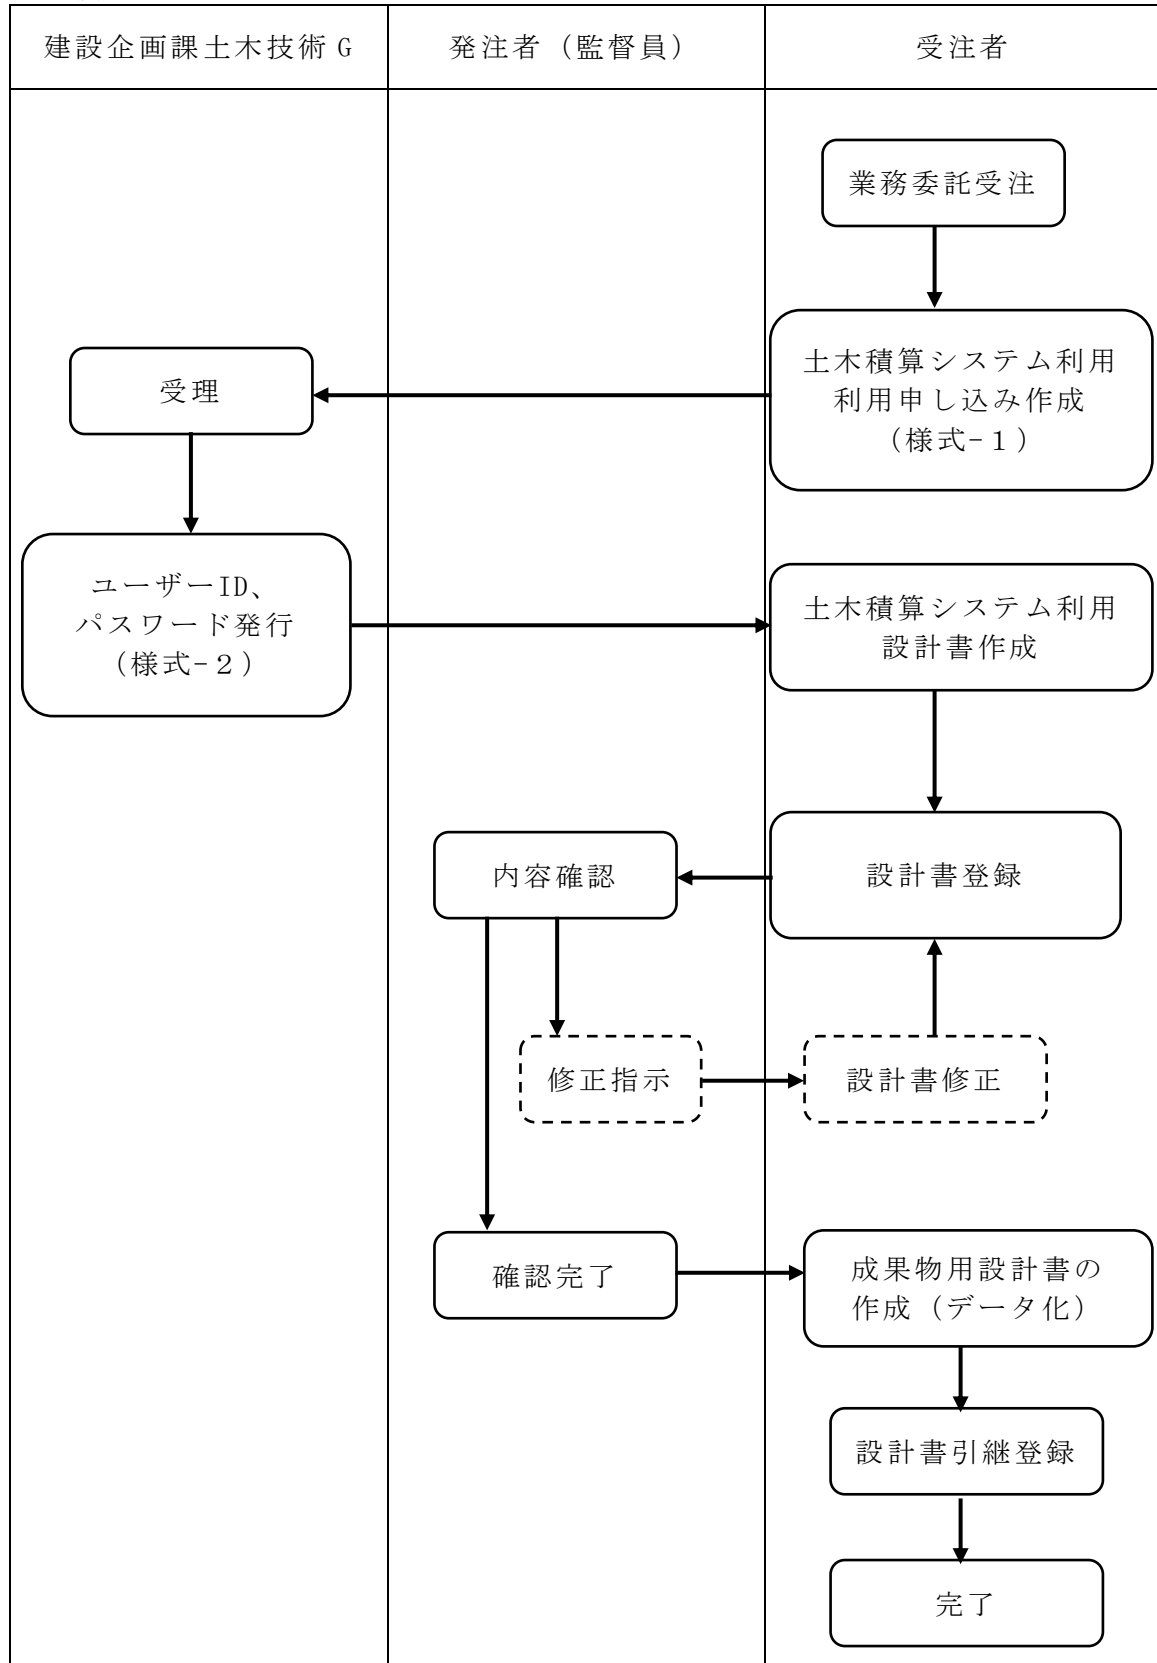 建設企画課土木技術G
発注者（監督員）
受注者
業務委託受注
土木積算システム利用
利用申し込み作成
（様式-１）
受理
ユーザーID、
パスワード発行
（様式-２）
土木積算システム利用
設計書作成
内容確認
設計書登録
修正指示
設計書修正
確認完了
成果物用設計書の
作成（データ化）
設計書引継登録
完了